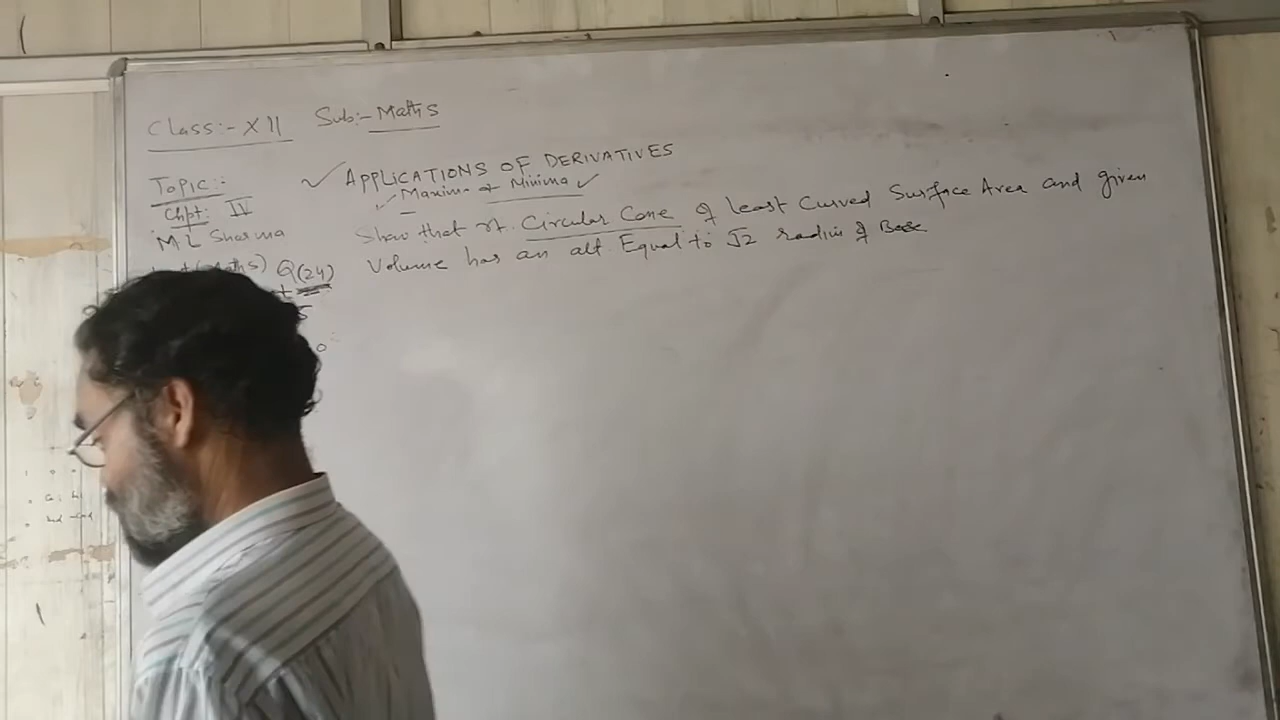 Class:- XII Sub:- Maths
Topic:- ✓ APPLICATIONS OF DERIVATIVES
✓ Maxima & Minima ✓
Chpt: IV
M L Sharma
Show that rt. Circular Cone of least Curved Surface Area and given
Q(24) Volume has an alt Equal to √2 radius of Base